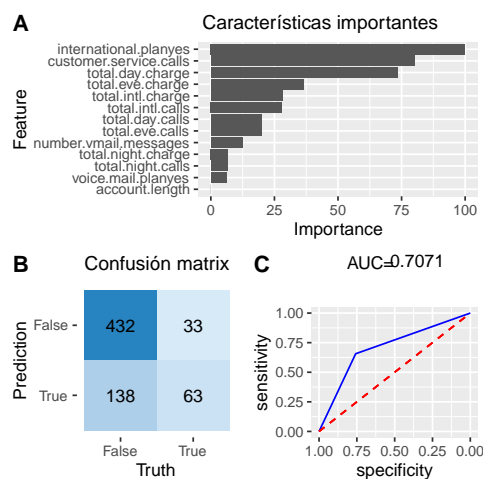 A Características importantes
international.planyes
customer.service.calls
total.day.charge
total.eve.charge
total.intl.charge
total.intl.calls
total.day.calls
total.eve.calls
number.vmail.messages
total.night.charge
total.night.calls
voice.mail.planyes
account.length
Feature
0 25 50 75 100
Importance
B Confusión matrix
False 432 33
True 138 63
Prediction
False True
Truth
C AUC=0.7071
1.00
0.75
0.50
0.25
0.00
sensitivity
1.00 0.75 0.50 0.25 0.00
specificity